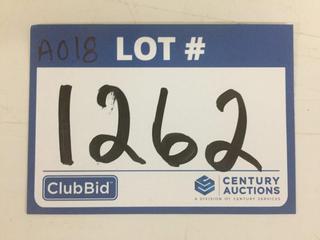 A018 LOT #
1262
ClubBid
CENTURY
AUCTIONS
A DIVISION OF CENTURY SERVICES